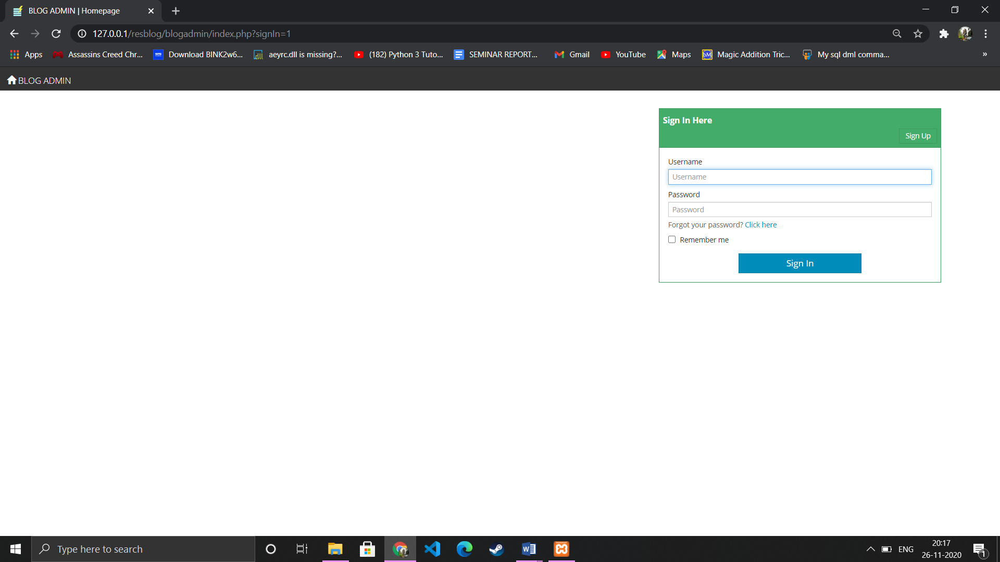 BLOG ADMIN | Homepage
127.0.0.1/resblog/blogadmin/index.php?signIn=1
Apps Assassins Creed Chr... Download BINK2w6... aeyrc.dll is missing?... (182) Python 3 Tuto... SEMINAR REPORT... Gmail YouTube Maps Magic Addition Tric... My sql dml comma... »
BLOG ADMIN
Sign In Here
Sign Up
Username
Username
Password
Password
Forgot your password? Click here
Remember me
Sign In
Type here to search
ENG
20:17
26-11-2020
1